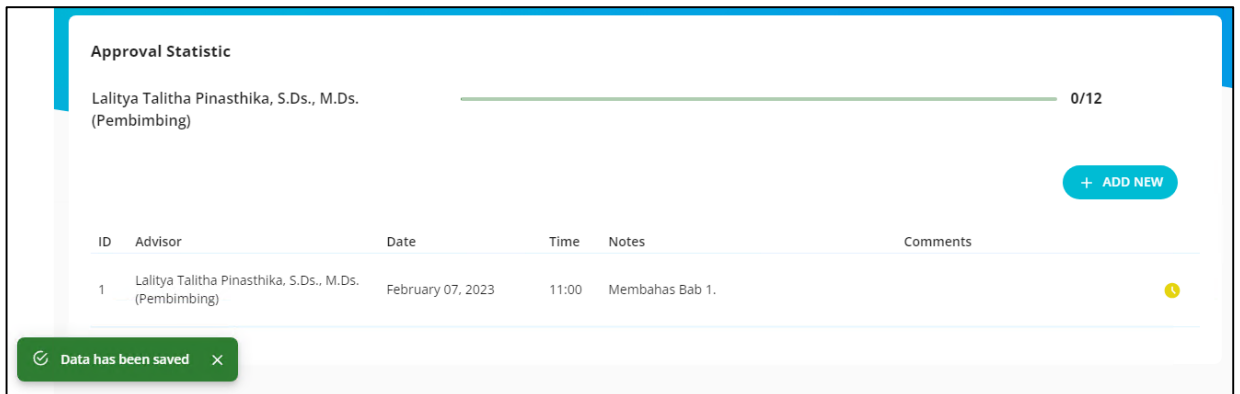 Approval Statistic
Lalitya Talitha Pinasthika, S.Ds., M.Ds.
(Pembimbing)
0/12
+ ADD NEW
ID Advisor Date Time Notes Comments
1 Lalitya Talitha Pinasthika, S.Ds., M.Ds. February 07, 2023 11:00 Membahas Bab 1.
(Pembimbing)
Data has been saved